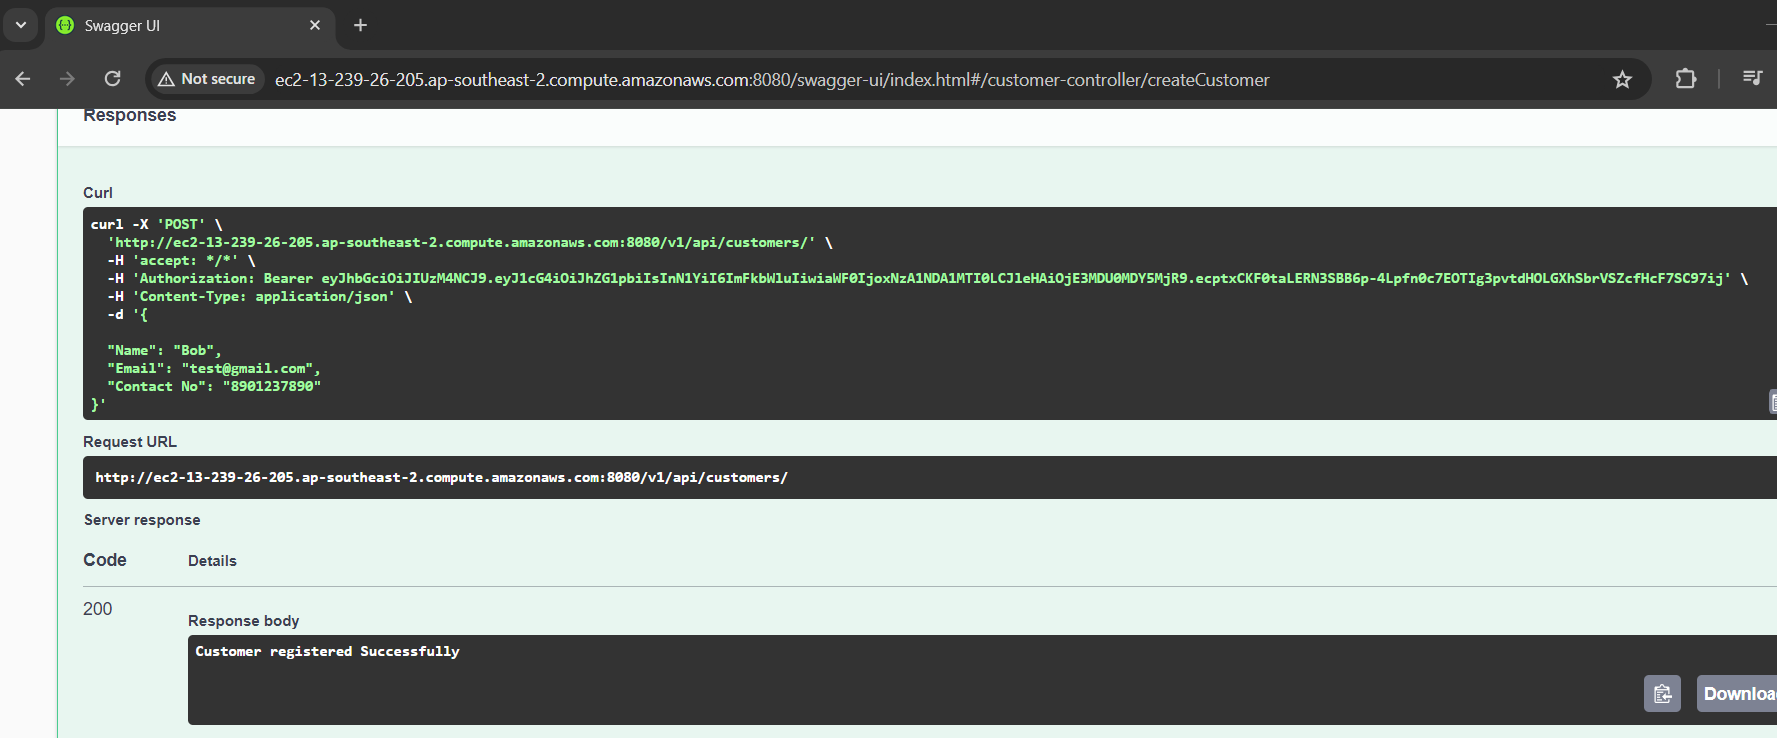 Swagger UI
Not secure
ec2-13-239-26-205.ap-southeast-2.compute.amazonaws.com:8080/swagger-ui/index.html#/customer-controller/createCustomer
Responses
Curl
curl -X 'POST' \
'http://ec2-13-239-26-205.ap-southeast-2.compute.amazonaws.com:8080/v1/api/customers/' \
-H 'accept: */*' \
-H 'Authorization: Bearer eyJhbGciOiJIUzM4NCJ9.eyJ1cG4iOiJhZG1pbiIsInN1YiI6ImFkbWluIiwiaWF0IjoxNzA1NDA1MTI0LCJleHAiOjE3MDU0MDY5MjR9.ecptxCKF0taLERN3SBB6p-4Lpfn0c7EOTIg3pvtdHOLGXhSbrVSZcfHcF7SC97ij' \
-H 'Content-Type: application/json' \
-d '{
"Name": "Bob",
"Email": "test@gmail.com",
"Contact No": "8901237890"
}'
Request URL
http://ec2-13-239-26-205.ap-southeast-2.compute.amazonaws.com:8080/v1/api/customers/
Server response
Code Details
200
Response body
Customer registered Successfully
Downloa